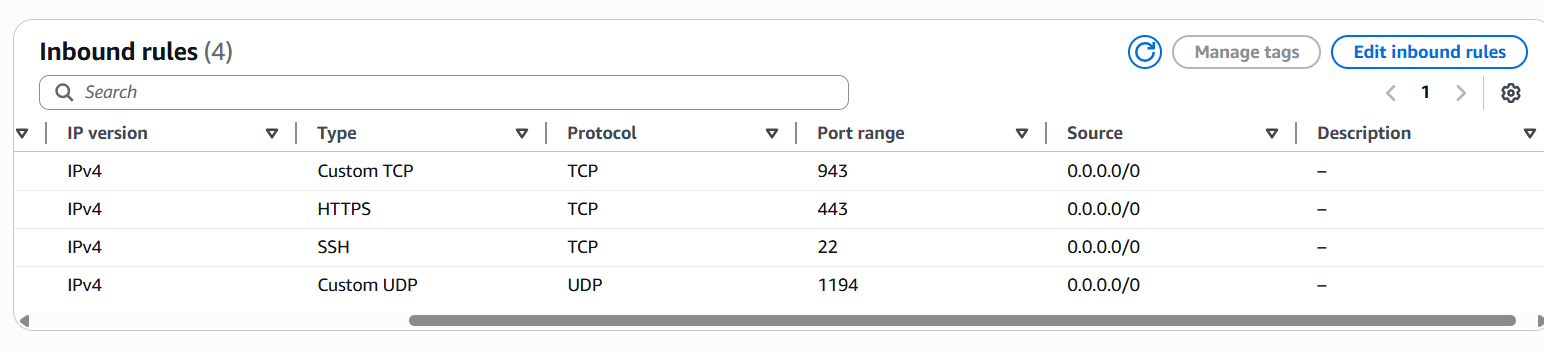 Inbound rules (4)
Manage tags
Edit inbound rules
Search
1
IP version Type Protocol Port range Source Description
IPv4 Custom TCP TCP 943 0.0.0.0/0 –
IPv4 HTTPS TCP 443 0.0.0.0/0 –
IPv4 SSH TCP 22 0.0.0.0/0 –
IPv4 Custom UDP UDP 1194 0.0.0.0/0 –